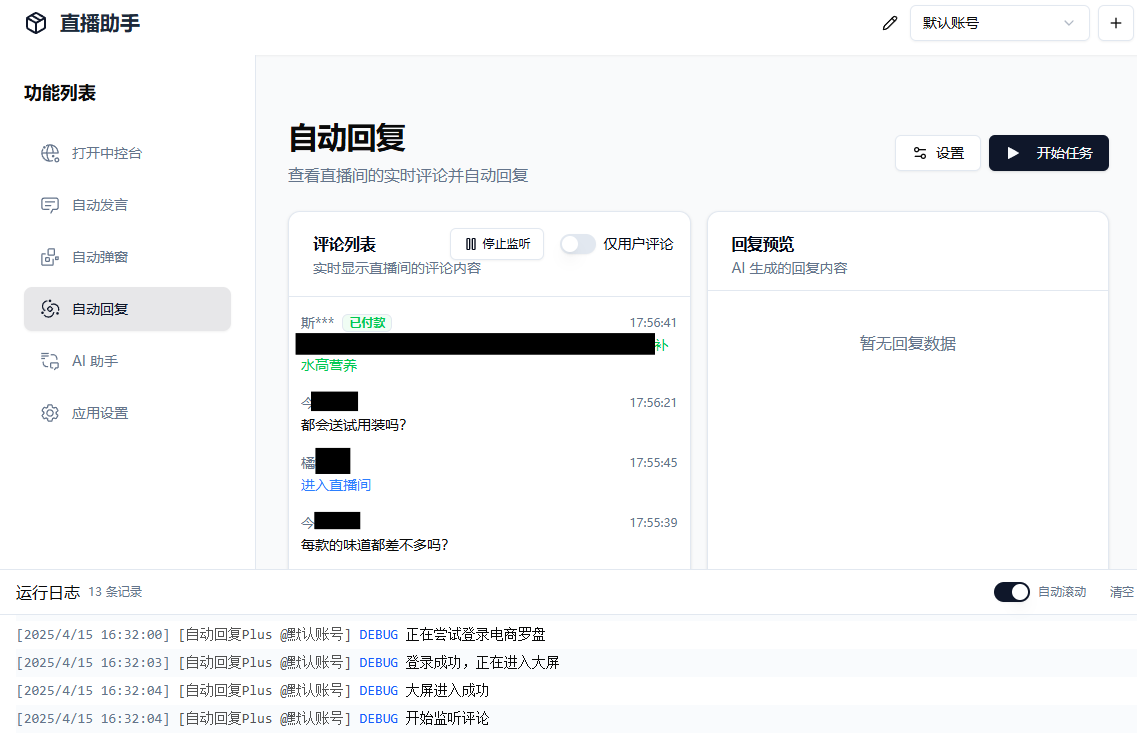 直播助手
默认账号
功能列表
打开中控台
自动发言
自动弹窗
自动回复
AI 助手
应用设置
自动回复
查看直播间的实时评论并自动回复
设置
开始任务
评论列表
停止监听
仅用户评论
实时显示直播间的评论内容
斯*** 已付款 17:56:41
补
水高营养
今 17:56:21
都会送试用装吗?
橘 17:55:45
进入直播间
今 17:55:39
每款的味道都差不多吗?
回复预览
AI 生成的回复内容
暂无回复数据
运行日志 13 条记录
自动滚动 清空
[2025/4/15 16:32:00] [自动回复Plus @默认账号] DEBUG 正在尝试登录电商罗盘
[2025/4/15 16:32:03] [自动回复Plus @默认账号] DEBUG 登录成功，正在进入大屏
[2025/4/15 16:32:04] [自动回复Plus @默认账号] DEBUG 大屏进入成功
[2025/4/15 16:32:04] [自动回复Plus @默认账号] DEBUG 开始监听评论